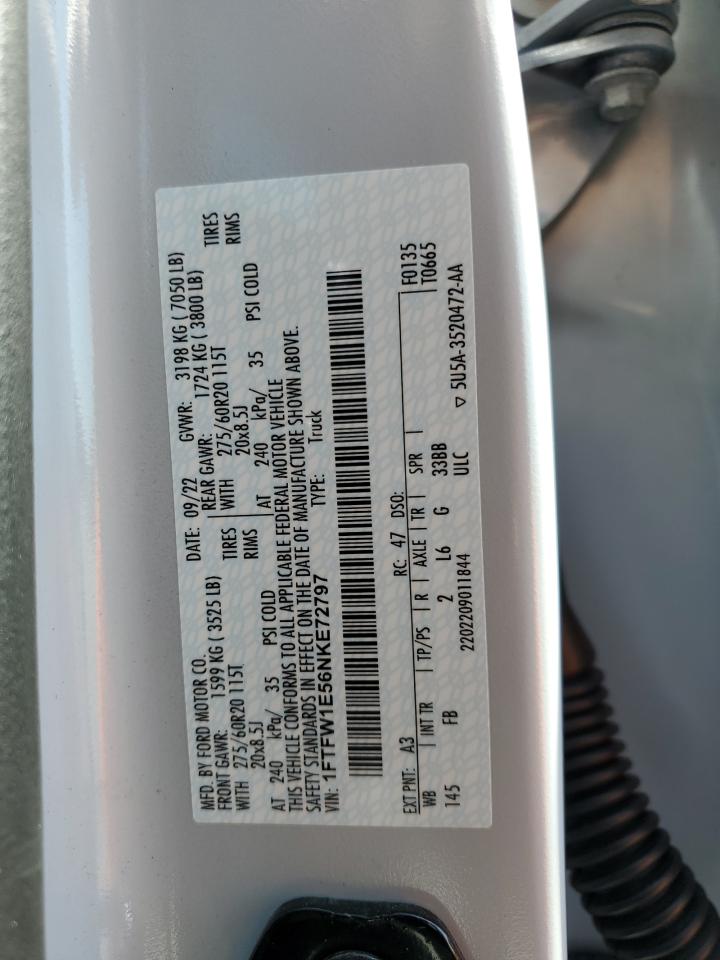 MFD. BY FORD MOTOR CO.
DATE: 09/22 GVWR: 3198 KG ( 7050 LB)
FRONT GAWR: 1599 KG ( 3525 LB)
REAR GAWR: 1724 KG ( 3800 LB)
WITH 275/60R20 115T TIRES
WITH 275/60R20 115T TIRES
20x8.5J RIMS
20x8.5J RIMS
AT 240 kPa/ 35 PSI COLD
AT 240 kPa/ 35 PSI COLD
THIS VEHICLE CONFORMS TO ALL APPLICABLE FEDERAL MOTOR VEHICLE
SAFETY STANDARDS IN EFFECT ON THE DATE OF MANUFACTURE SHOWN ABOVE.
VIN: 1FTFW1E56NKE72797 TYPE: Truck
EXT PNT: A3 RC: 47 DSO: F0135
WB | INT TR | TP/PS | R | AXLE | TR | SPR | T0665
145 FB 2 L6 G 33BB
2202209011844 ULC ▽ 5U5A-3520472-AA